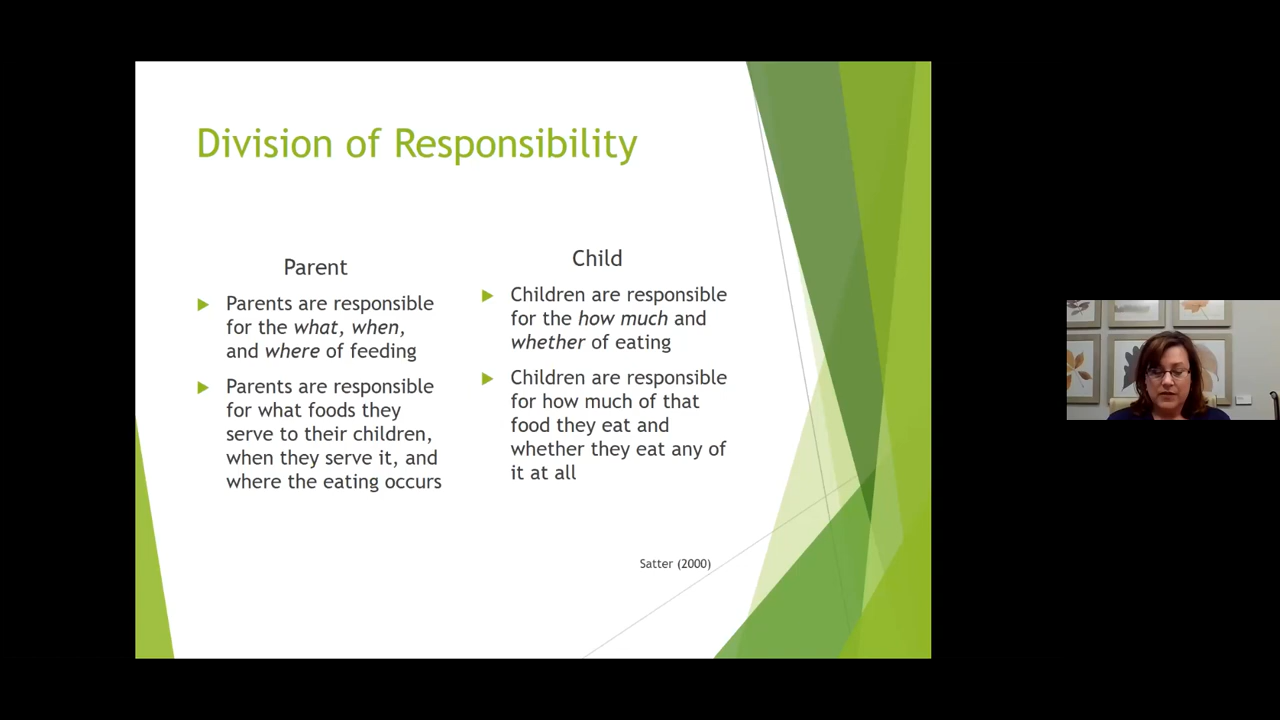 Division of Responsibility
Parent
Parents are responsible
for the what, when,
and where of feeding
Parents are responsible
for what foods they
serve to their children,
when they serve it, and
where the eating occurs
Child
Children are responsible
for the how much and
whether of eating
Children are responsible
for how much of that
food they eat and
whether they eat any of
it at all
Satter (2000)